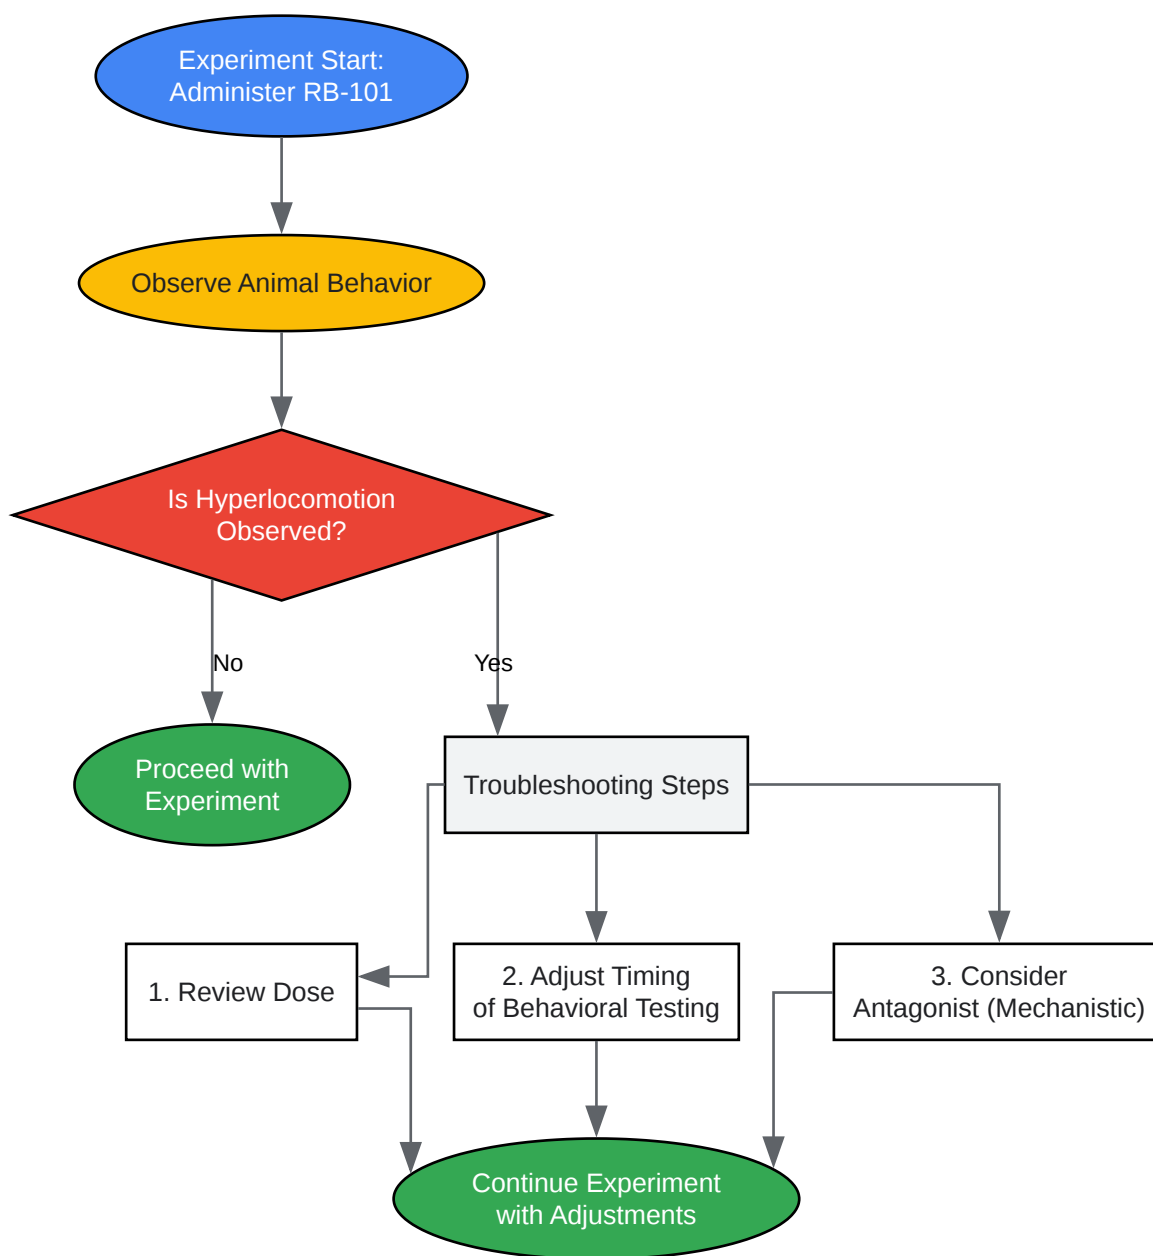 Experiment Start:
Administer RB-101
Observe Animal Behavior
Is Hyperlocomotion
Observed?
No
Yes
Proceed with
Experiment
Troubleshooting Steps
1. Review Dose
2. Adjust Timing
of Behavioral Testing
3. Consider
Antagonist (Mechanistic)
Continue Experiment
with Adjustments